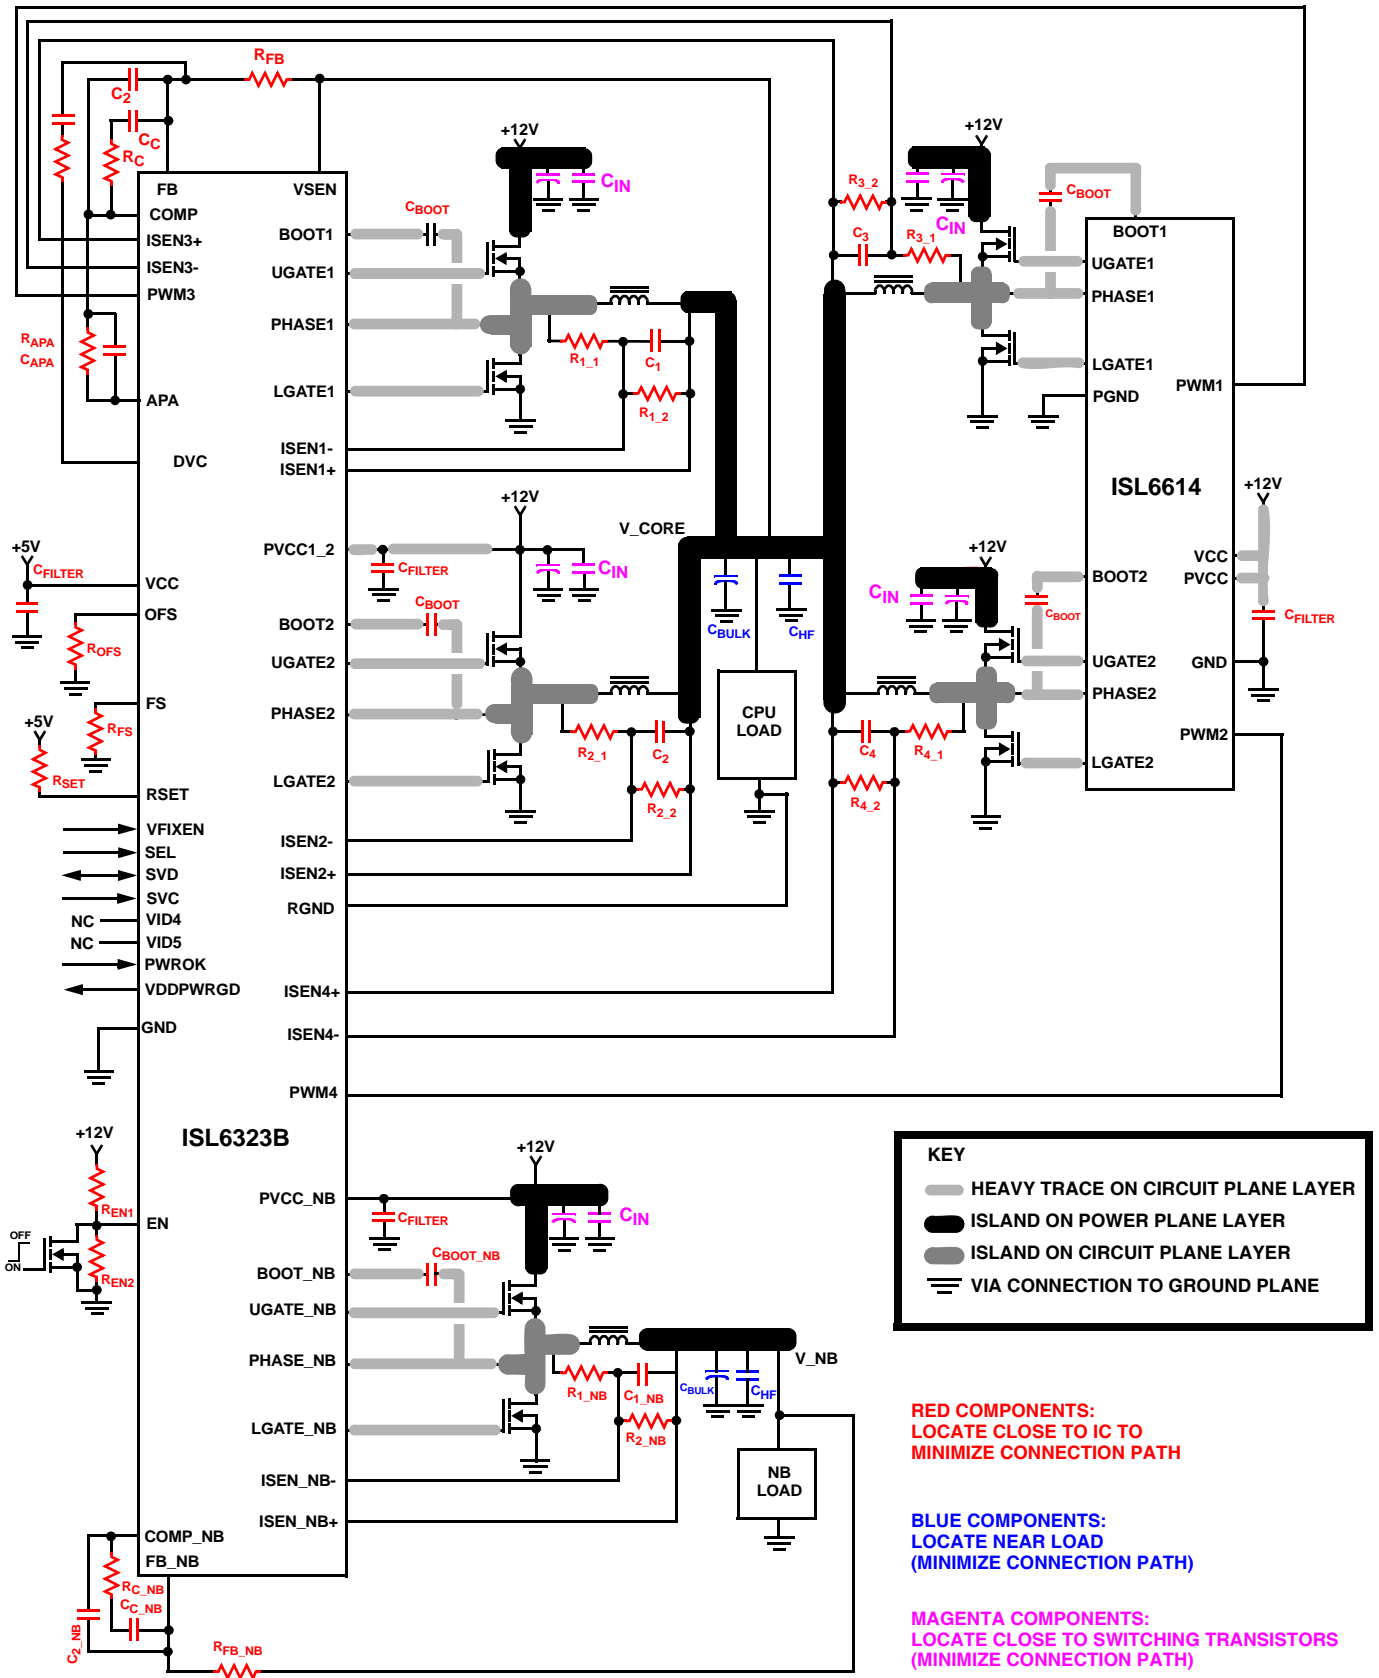 RFB
C2
CC
RC
FB
VSEN
COMP
ISEN3+
ISEN3-
PWM3
RAPA
CAPA
APA
DVC
+5V
CFILTER
VCC
OFS
ROFS
FS
RFS
+5V
RSET
RSET
VFIXEN
SEL
SVD
SVC
NC
VID4
NC
VID5
PWROK
VDDPWRGD
GND
ISL6323B
+12V
REN1
EN
OFF
ON
REN2
COMP_NB
FB_NB
RC_NB
CC_NB
C2_NB
RFB_NB
+12V
CIN
CBOOT
BOOT1
UGATE1
PHASE1
LGATE1
R1_1
C1
R1_2
ISEN1-
ISEN1+
+12V
PVCC1_2
CFILTER
CIN
CBOOT
BOOT2
UGATE2
PHASE2
LGATE2
R2_1
C2
R2_2
ISEN2-
ISEN2+
RGND
ISEN4+
ISEN4-
PWM4
V_CORE
CBULK
CHF
CPU
LOAD
+12V
PVCC_NB
CFILTER
CIN
CBOOT_NB
BOOT_NB
UGATE_NB
PHASE_NB
LGATE_NB
R1_NB
C1_NB
R2_NB
ISEN_NB-
ISEN_NB+
V_NB
CBULK
CHF
NB
LOAD
R3_2
C3
R3_1
+12V
CIN
CBOOT
BOOT1
UGATE1
PHASE1
LGATE1
PGND
PWM1
ISL6614
+12V
VCC
PVCC
CFILTER
GND
+12V
CIN
BOOT2
CBOOT
UGATE2
PHASE2
PWM2
LGATE2
C4
R4_1
R4_2
KEY
HEAVY TRACE ON CIRCUIT PLANE LAYER
ISLAND ON POWER PLANE LAYER
ISLAND ON CIRCUIT PLANE LAYER
VIA CONNECTION TO GROUND PLANE
RED COMPONENTS:
LOCATE CLOSE TO IC TO
MINIMIZE CONNECTION PATH
BLUE COMPONENTS:
LOCATE NEAR LOAD
(MINIMIZE CONNECTION PATH)
MAGENTA COMPONENTS:
LOCATE CLOSE TO SWITCHING TRANSISTORS
(MINIMIZE CONNECTION PATH)